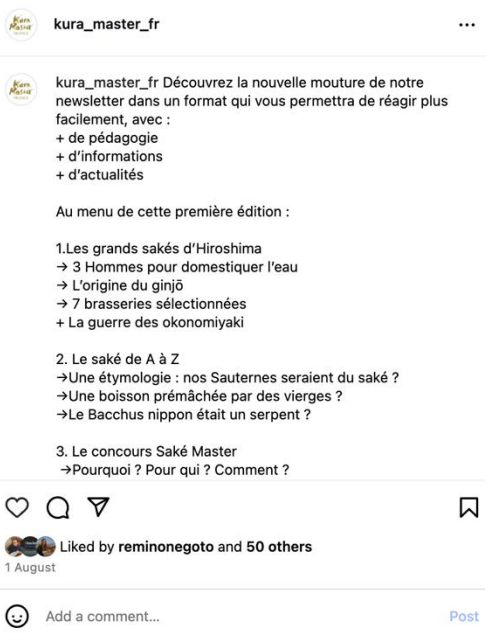 kura_master_fr
kura_master_fr Découvrez la nouvelle mouture de notre
newsletter dans un format qui vous permettra de réagir plus
facilement, avec :
+ de pédagogie
+ d'informations
+ d'actualités
Au menu de cette première édition :
1.Les grands sakés d'Hiroshima
→ 3 Hommes pour domestiquer l'eau
→ L'origine du ginjō
→ 7 brasseries sélectionnées
+ La guerre des okonomiyaki
2. Le saké de A à Z
→Une étymologie : nos Sauternes seraient du saké ?
→Une boisson prémâchée par des vierges ?
→Le Bacchus nippon était un serpent ?
3. Le concours Saké Master
→Pourquoi ? Pour qui ? Comment ?
Liked by reminonegoto and 50 others
1 August
Add a comment...
Post